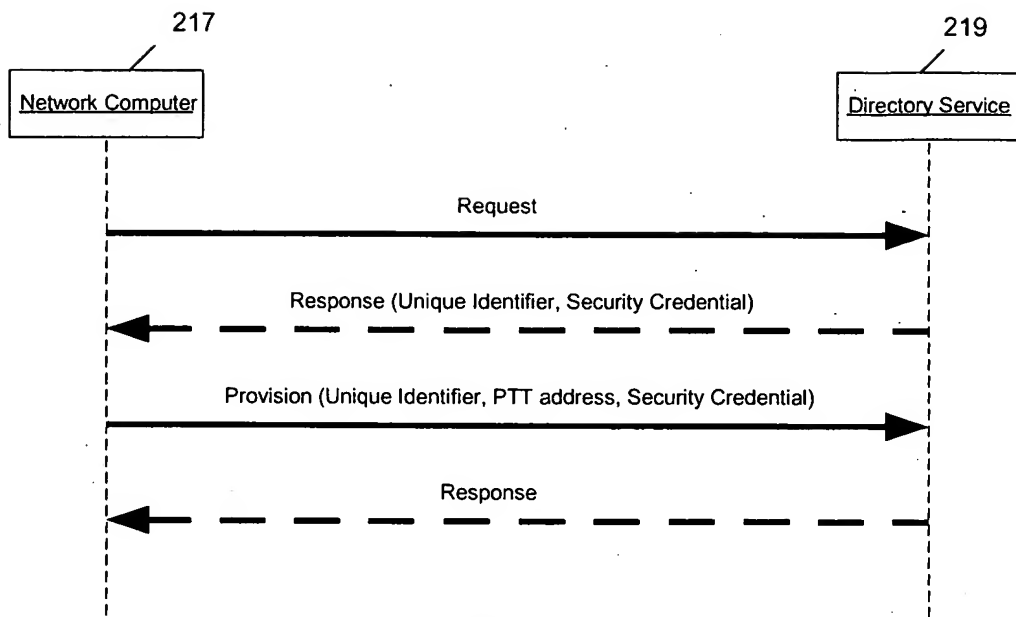 217
219
Network Computer
Directory Service
Request
Response (Unique Identifier, Security Credential)
Provision (Unique Identifier, PTT address, Security Credential)
Response